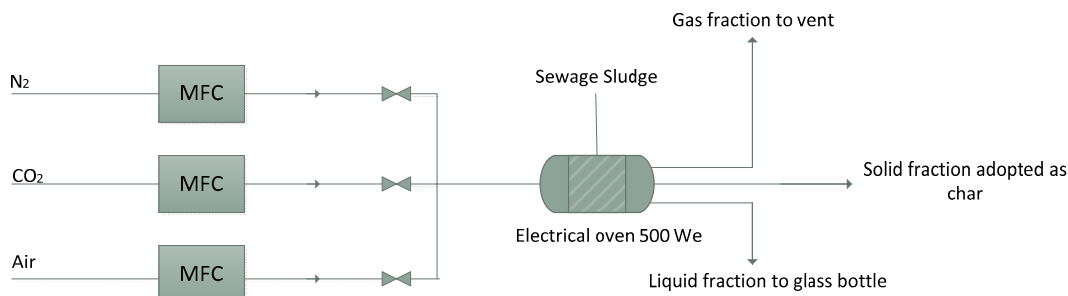 Gas fraction to vent
Sewage Sludge
N2
MFC
CO2
MFC
Solid fraction adopted as
char
Electrical oven 500 We
Air
MFC
Liquid fraction to glass bottle